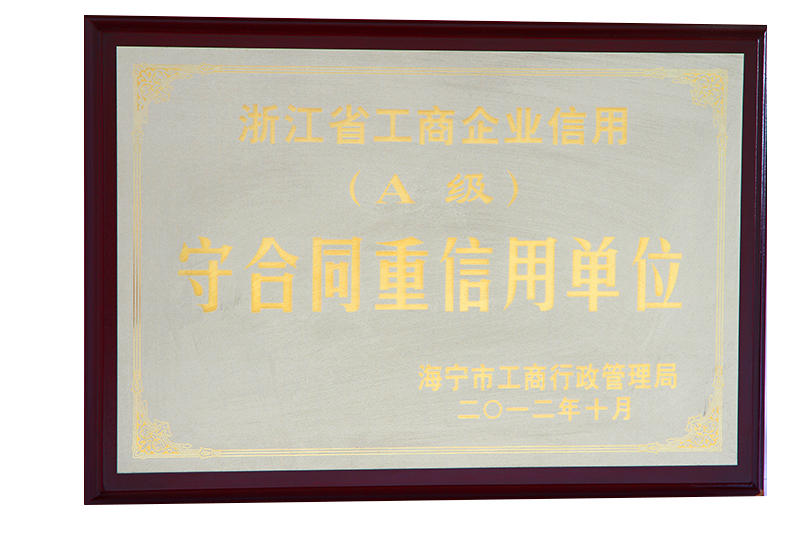 浙江省工商企业信用
（A 级）
守合同重信用单位
海宁市工商行政管理局
二〇一二年十月